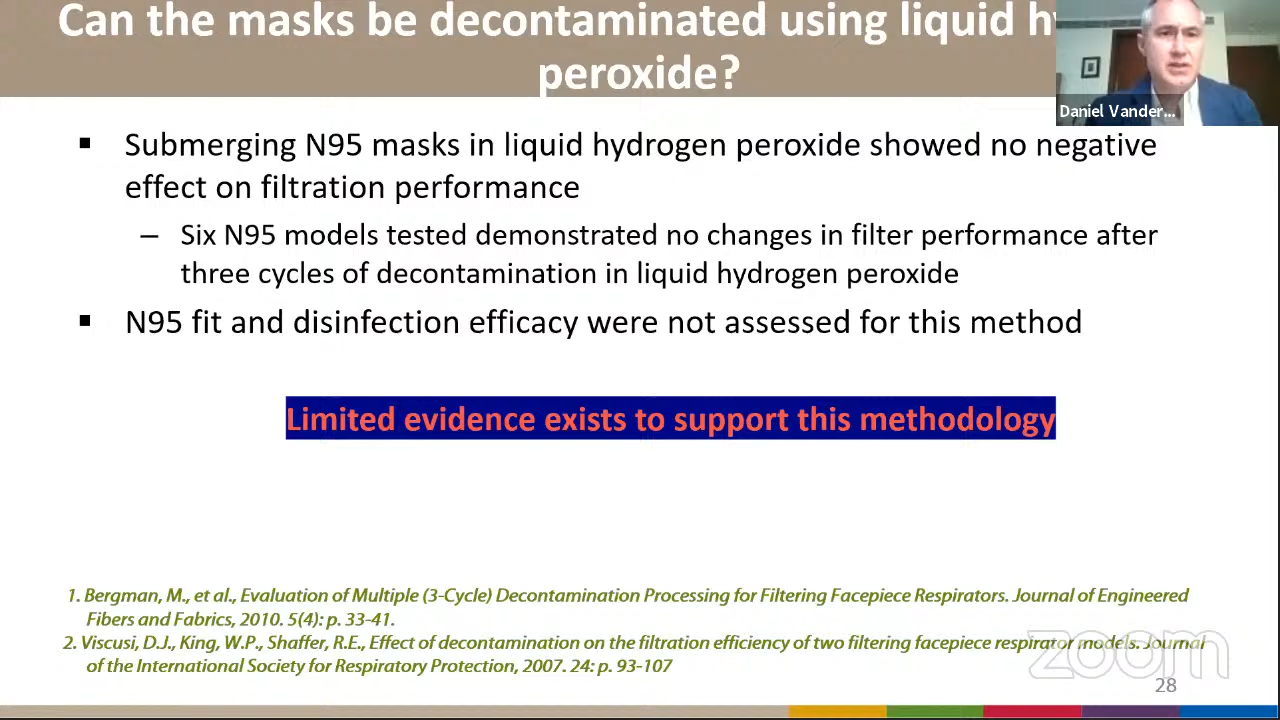 Can the masks be decontaminated using liquid hy
peroxide?
Daniel Vander...
▪ Submerging N95 masks in liquid hydrogen peroxide showed no negative
effect on filtration performance
– Six N95 models tested demonstrated no changes in filter performance after
three cycles of decontamination in liquid hydrogen peroxide
▪ N95 fit and disinfection efficacy were not assessed for this method
Limited evidence exists to support this methodology
1. Bergman, M., et al., Evaluation of Multiple (3-Cycle) Decontamination Processing for Filtering Facepiece Respirators. Journal of Engineered
Fibers and Fabrics, 2010. 5(4): p. 33-41.
2. Viscusi, D.J., King, W.P., Shaffer, R.E., Effect of decontamination on the filtration efficiency of two filtering facepiece respirator models. Journal
of the International Society for Respiratory Protection, 2007. 24: p. 93-107
zoom
28